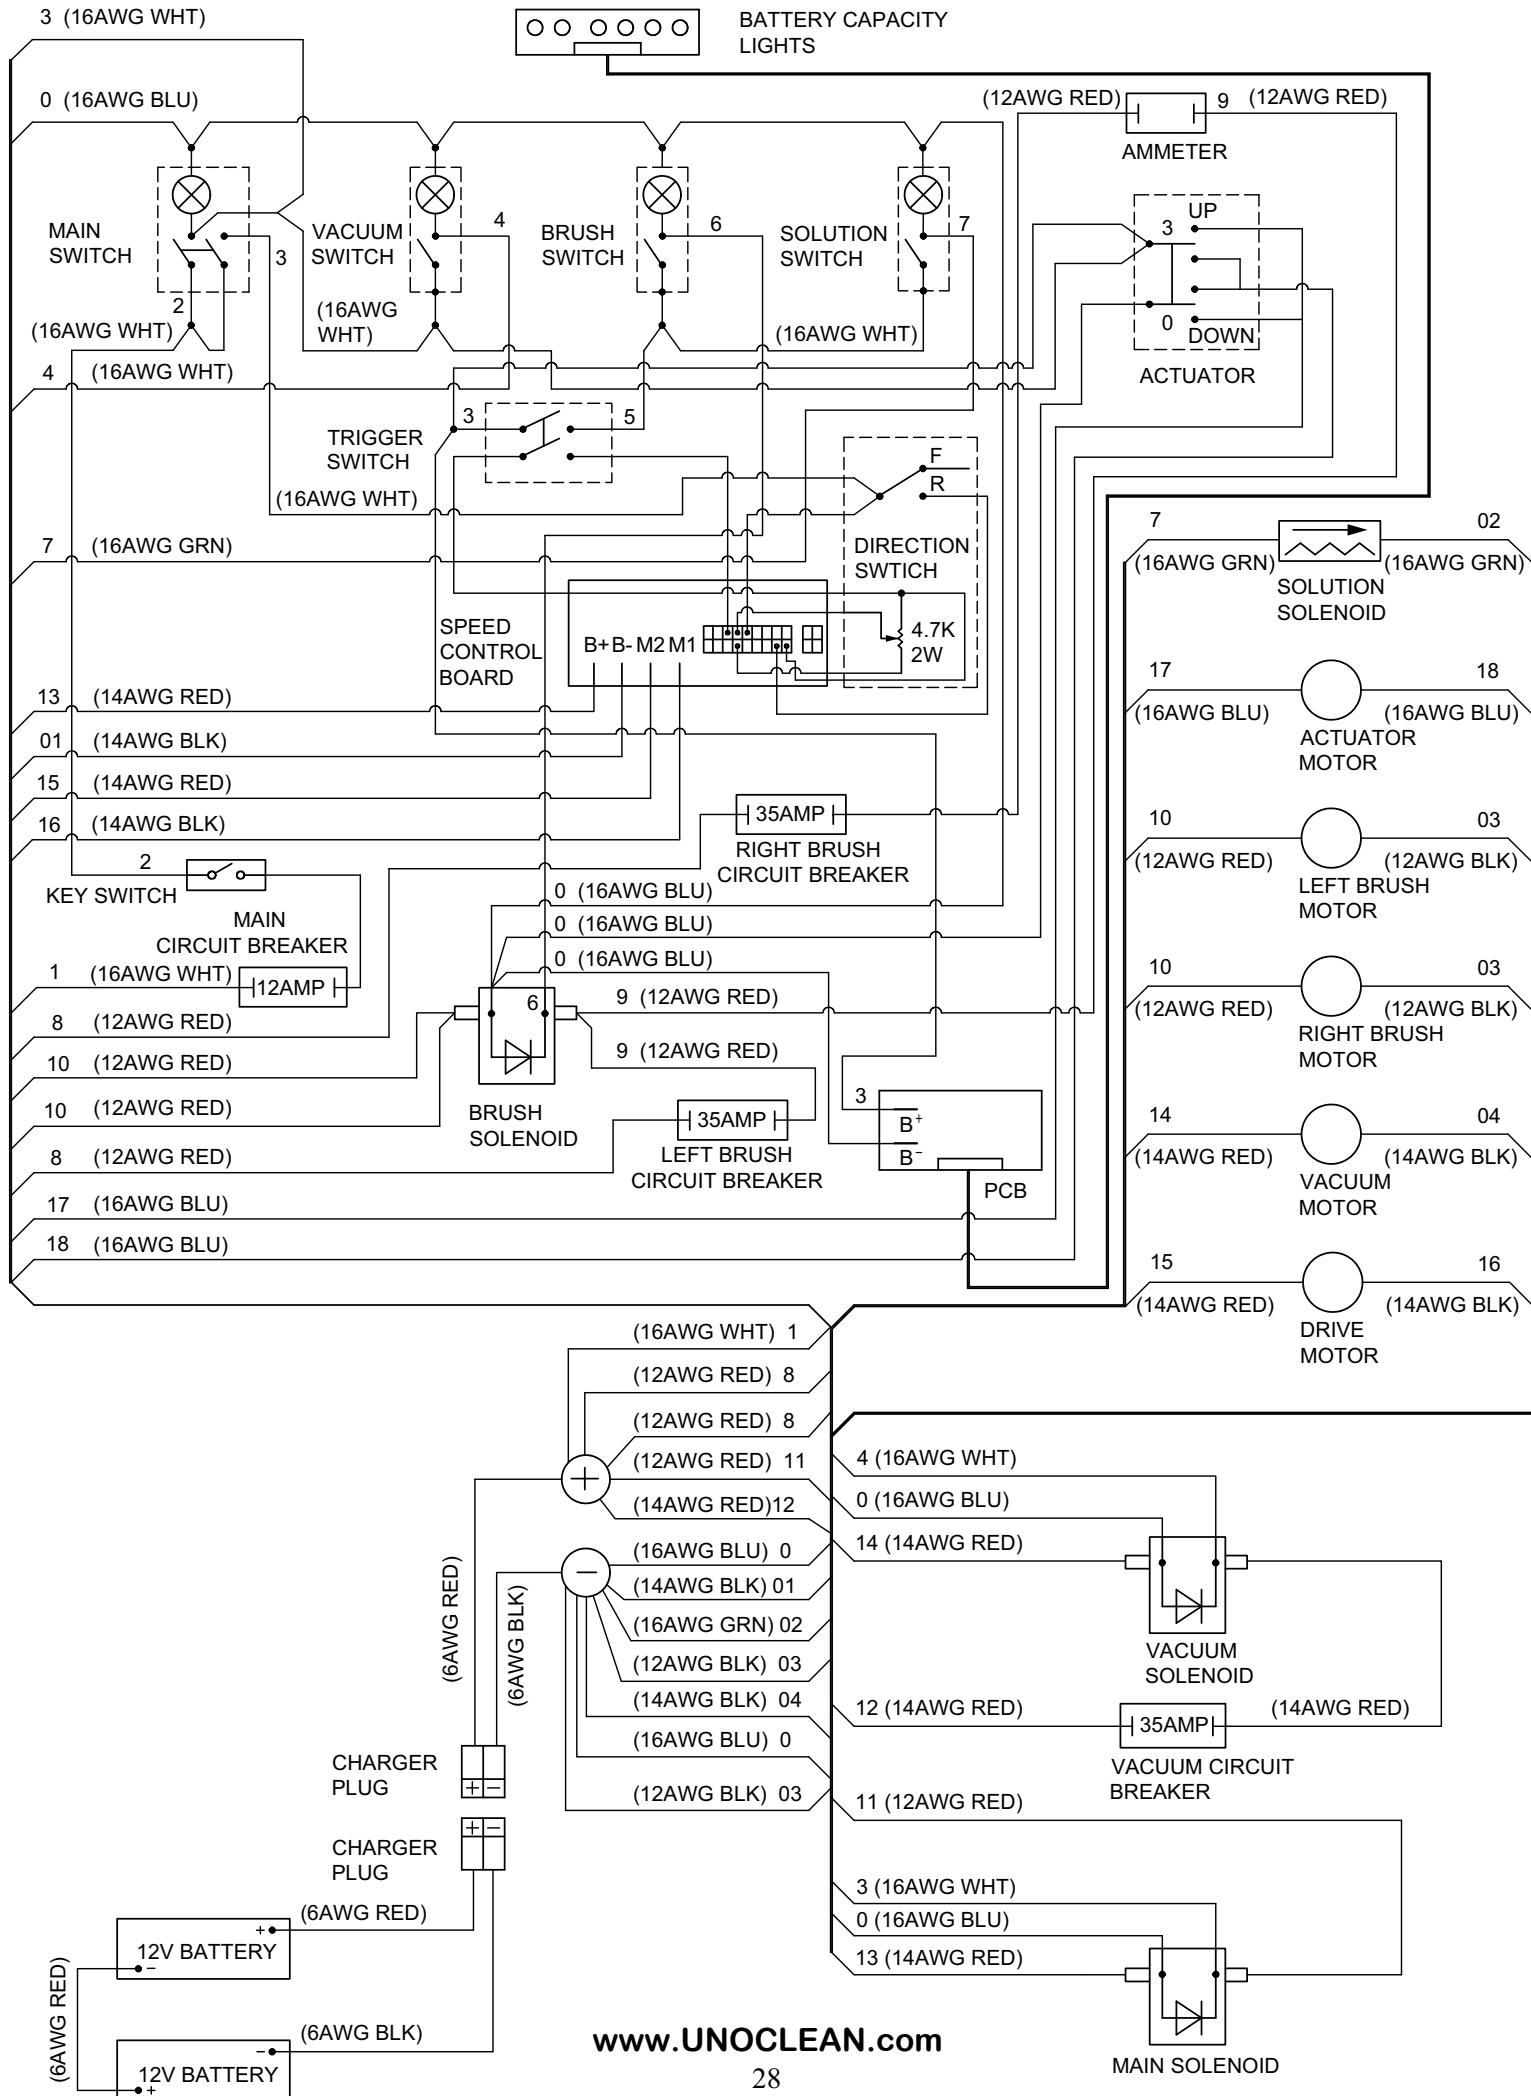 3 (16AWG WHT)
BATTERY CAPACITY
LIGHTS
0 (16AWG BLU)
(12AWG RED)
9 (12AWG RED)
AMMETER
MAIN
SWITCH
3
2
(16AWG WHT)
VACUUM
SWITCH
4
(16AWG
WHT)
BRUSH
SWITCH
6
SOLUTION
SWITCH
7
(16AWG WHT)
UP
3
0
DOWN
ACTUATOR
4 (16AWG WHT)
TRIGGER
SWITCH
3
5
(16AWG WHT)
F
R
DIRECTION
SWTICH
4.7K
2W
7 (16AWG GRN)
SPEED
CONTROL
BOARD
B+ B- M2 M1
13 (14AWG RED)
01 (14AWG BLK)
15 (14AWG RED)
16 (14AWG BLK)
2
KEY SWITCH
35AMP
RIGHT BRUSH
CIRCUIT BREAKER
MAIN
CIRCUIT BREAKER
0 (16AWG BLU)
0 (16AWG BLU)
0 (16AWG BLU)
1 (16AWG WHT)
12AMP
8 (12AWG RED)
10 (12AWG RED)
10 (12AWG RED)
8 (12AWG RED)
17 (16AWG BLU)
18 (16AWG BLU)
6
9 (12AWG RED)
9 (12AWG RED)
BRUSH
SOLENOID
35AMP
LEFT BRUSH
CIRCUIT BREAKER
3
B+
B−
PCB
7
02
(16AWG GRN)
(16AWG GRN)
SOLUTION
SOLENOID
17
18
(16AWG BLU)
(16AWG BLU)
ACTUATOR
MOTOR
10
03
(12AWG RED)
(12AWG BLK)
LEFT BRUSH
MOTOR
10
03
(12AWG RED)
(12AWG BLK)
RIGHT BRUSH
MOTOR
14
04
(14AWG RED)
(14AWG BLK)
VACUUM
MOTOR
15
16
(14AWG RED)
(14AWG BLK)
DRIVE
MOTOR
(16AWG WHT) 1
(12AWG RED) 8
(12AWG RED) 8
(12AWG RED) 11
(14AWG RED)12
+
−
(16AWG BLU) 0
(14AWG BLK) 01
(16AWG GRN) 02
(12AWG BLK) 03
(14AWG BLK) 04
(16AWG BLU) 0
(12AWG BLK) 03
(6AWG RED)
(6AWG BLK)
4 (16AWG WHT)
0 (16AWG BLU)
14 (14AWG RED)
VACUUM
SOLENOID
12 (14AWG RED)
35AMP
(14AWG RED)
VACUUM CIRCUIT
BREAKER
11 (12AWG RED)
3 (16AWG WHT)
0 (16AWG BLU)
13 (14AWG RED)
MAIN SOLENOID
CHARGER
PLUG
+ −
CHARGER
PLUG
+ −
(6AWG RED)
+
12V BATTERY
−
(6AWG RED)
(6AWG BLK)
−
12V BATTERY
+
www.UNOCLEAN.com
28